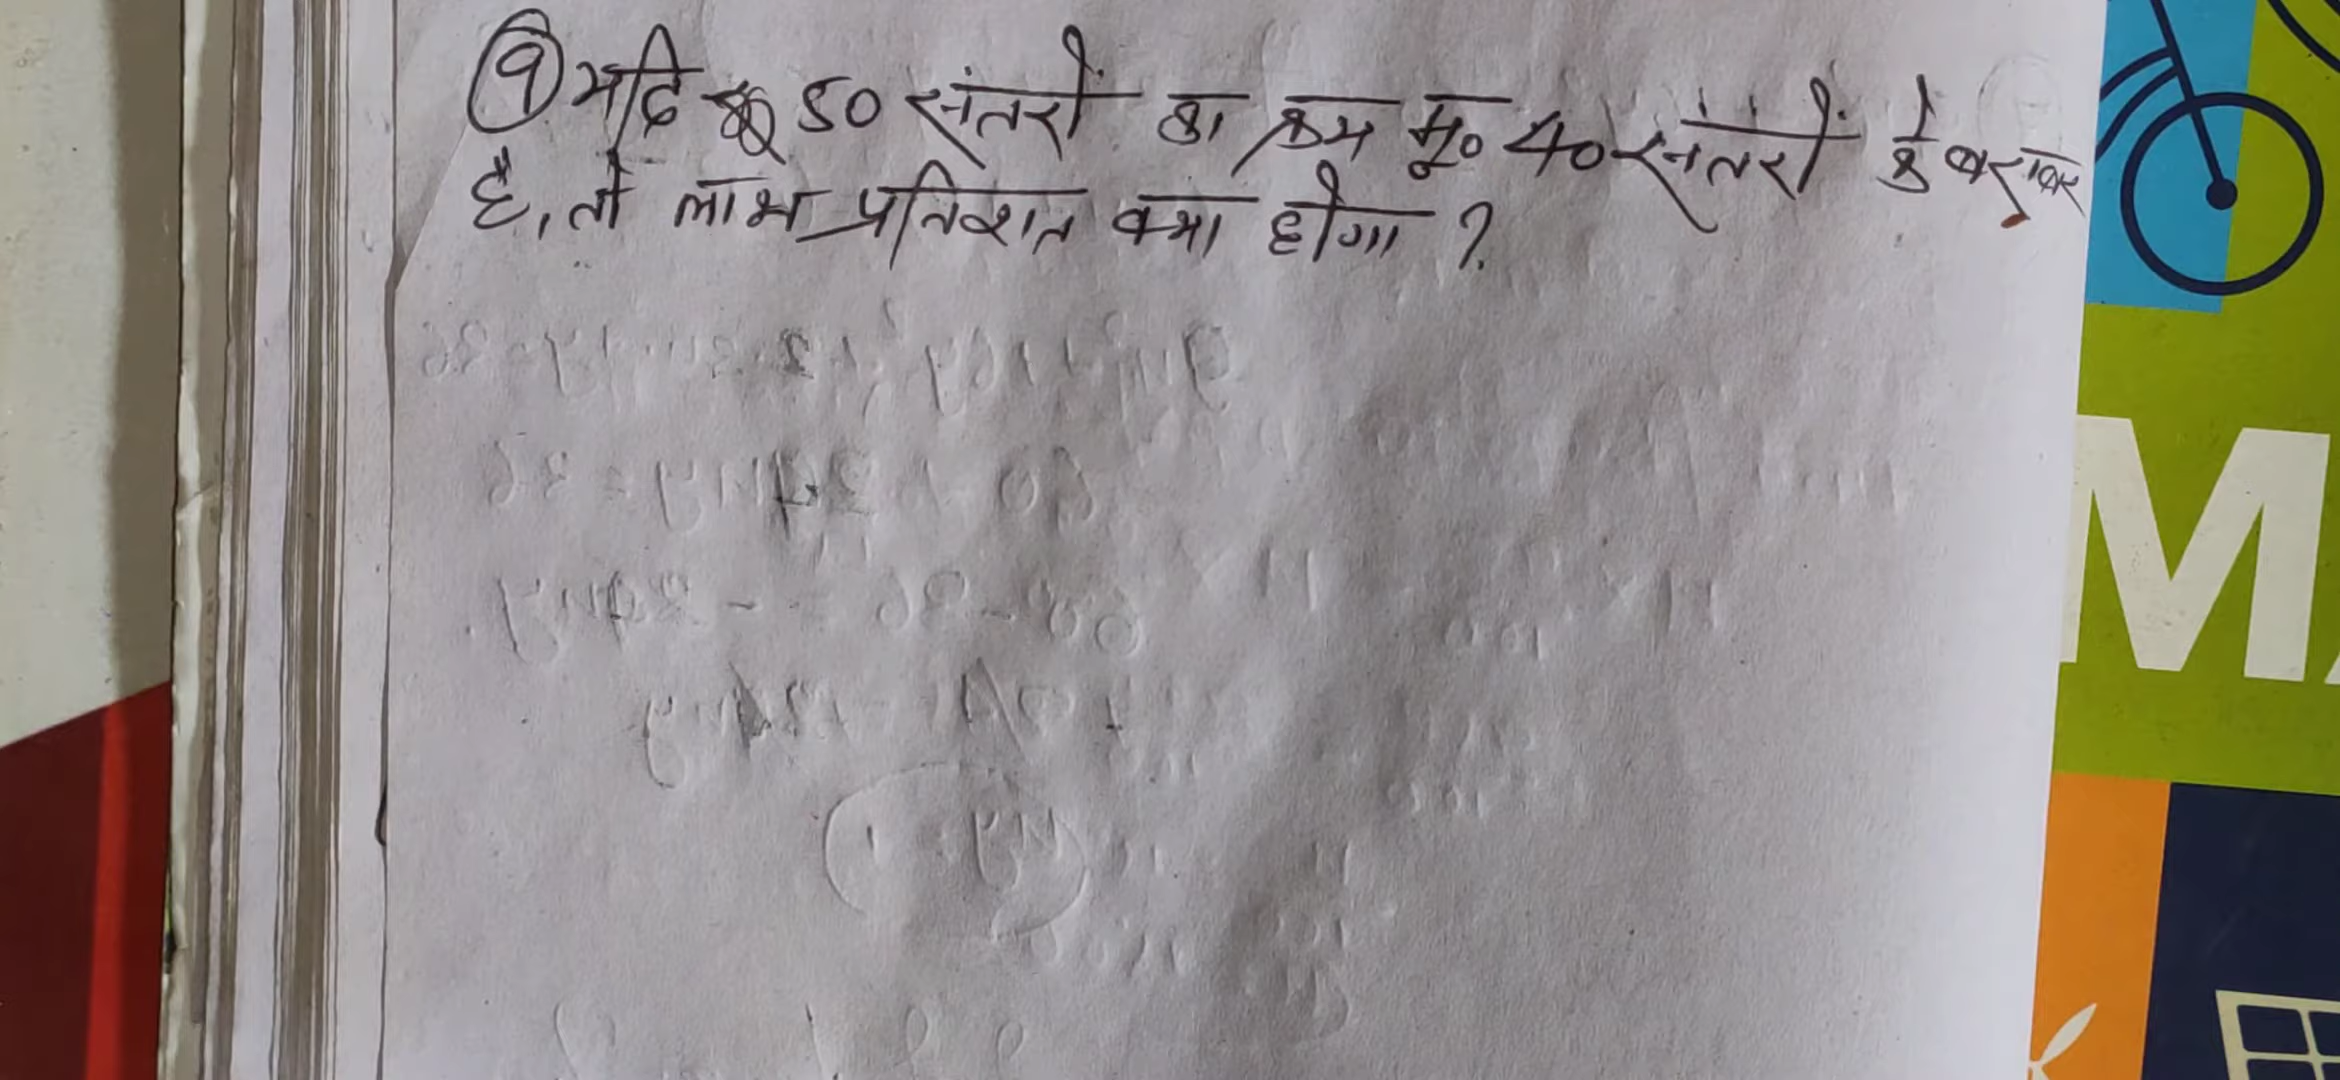 (9) यदि 50 संतरों का क्रय मू० 40 संतरों के बराबर
है, तो लाभ प्रतिशत क्या होगा ?
M